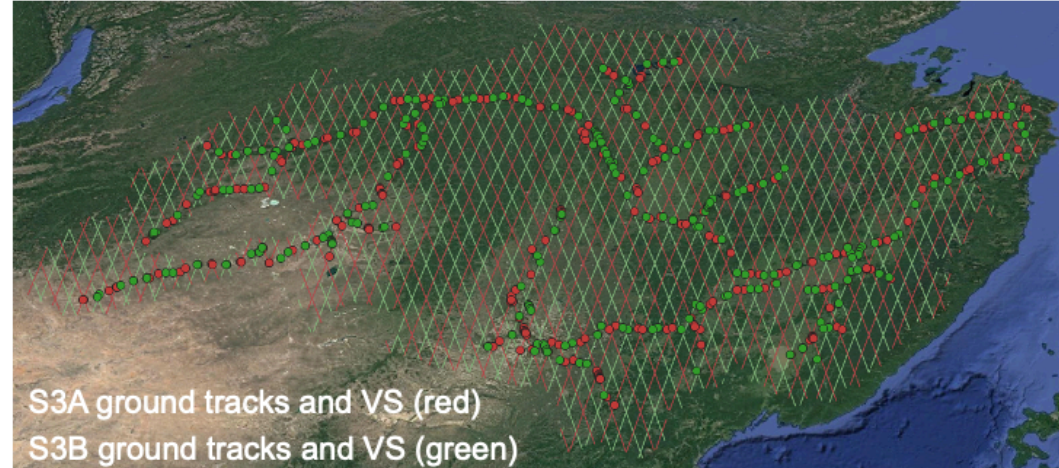 S3A ground tracks and VS (red)
S3B ground tracks and VS (green)